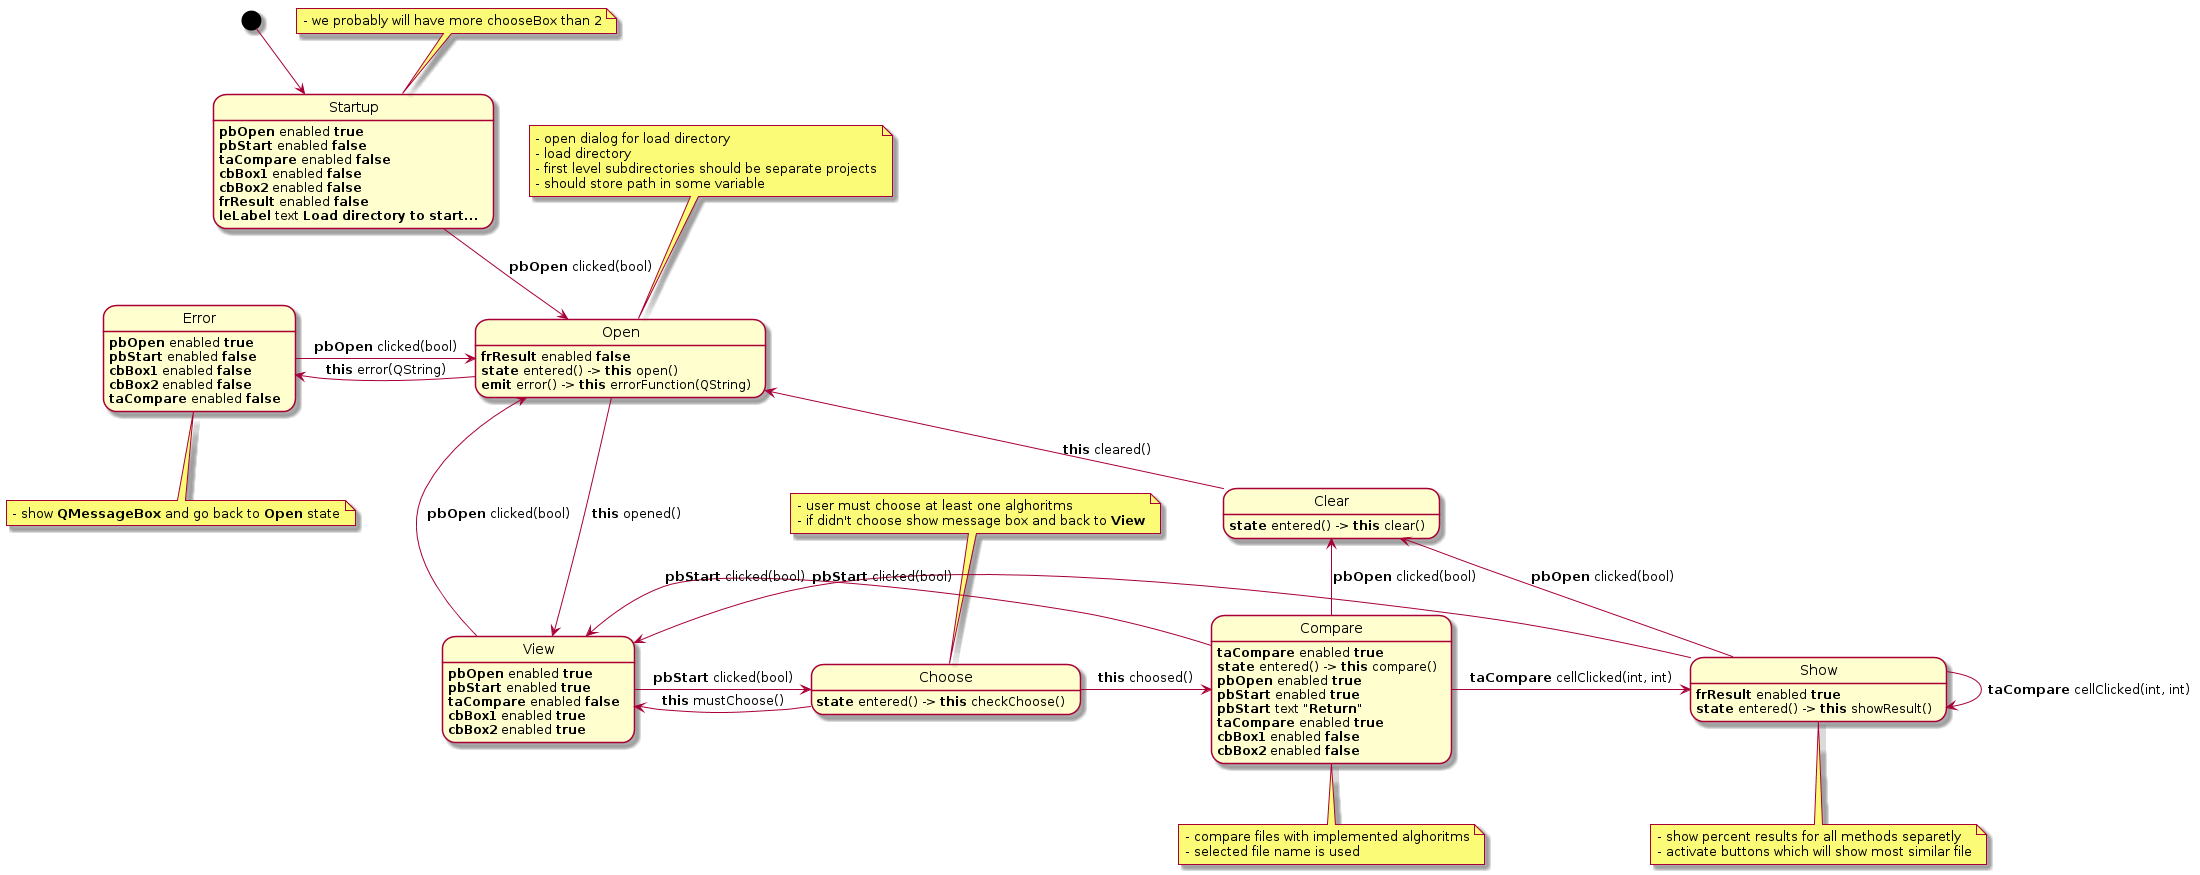 - we probably will have more chooseBox than 2
Startup
pbOpen enabled true
pbStart enabled false
taCompare enabled false
cbBox1 enabled false
cbBox2 enabled false
frResult enabled false
leLabel text Load directory to start...
- open dialog for load directory
- load directory
- first level subdirectories should be separate projects
- should store path in some variable
pbOpen clicked(bool)
Error
pbOpen enabled true
pbStart enabled false
cbBox1 enabled false
cbBox2 enabled false
taCompare enabled false
pbOpen clicked(bool)
this error(QString)
Open
frResult enabled false
state entered() -> this open()
emit error() -> this errorFunction(QString)
this cleared()
- show QMessageBox and go back to Open state
pbOpen clicked(bool)
this opened()
- user must choose at least one alghoritms
- if didn't choose show message box and back to View
Clear
state entered() -> this clear()
pbStart clicked(bool)
pbStart clicked(bool)
pbOpen clicked(bool)
pbOpen clicked(bool)
View
pbOpen enabled true
pbStart enabled true
taCompare enabled false
cbBox1 enabled true
cbBox2 enabled true
pbStart clicked(bool)
this mustChoose()
Choose
state entered() -> this checkChoose()
this choosed()
Compare
taCompare enabled true
state entered() -> this compare()
pbOpen enabled true
pbStart enabled true
pbStart text "Return"
taCompare enabled true
cbBox1 enabled false
cbBox2 enabled false
taCompare cellClicked(int, int)
Show
frResult enabled true
state entered() -> this showResult()
taCompare cellClicked(int, int)
- compare files with implemented alghoritms
- selected file name is used
- show percent results for all methods separetly
- activate buttons which will show most similar file